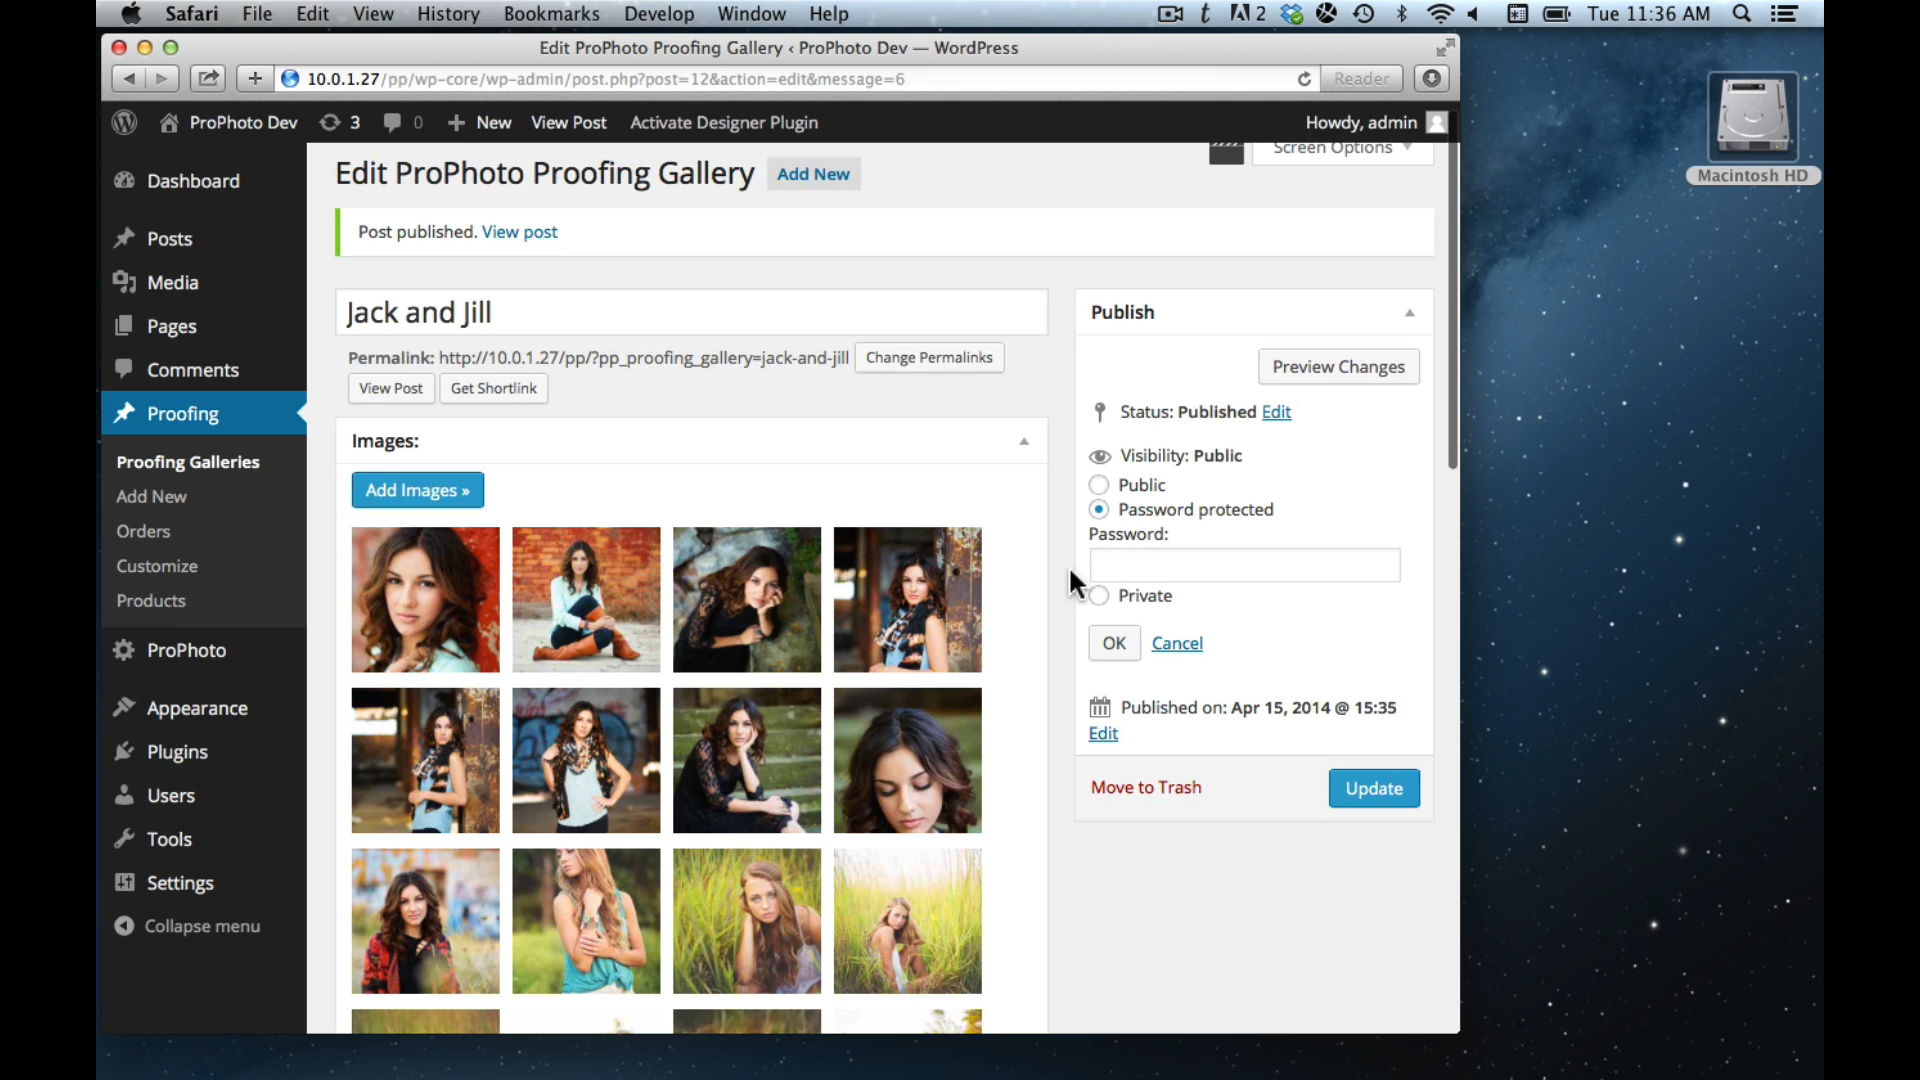 Safari File Edit View History Bookmarks Develop Window Help
2 Tue 11:36 AM
Edit ProPhoto Proofing Gallery ‹ ProPhoto Dev — WordPress
10.0.1.27/pp/wp-core/wp-admin/post.php?post=12&action=edit&message=6
Reader
Macintosh HD
ProPhoto Dev 3 0 New View Post Activate Designer Plugin Howdy, admin
Screen Options
Dashboard
Posts
Media
Pages
Comments
Proofing
Proofing Galleries
Add New
Orders
Customize
Products
ProPhoto
Appearance
Plugins
Users
Tools
Settings
Collapse menu
Edit ProPhoto Proofing Gallery Add New
Post published. View post
Jack and Jill
Permalink: http://10.0.1.27/pp/?pp_proofing_gallery=jack-and-jill Change Permalinks
View Post Get Shortlink
Images:
Add Images »
Publish
Preview Changes
Status: Published Edit
Visibility: Public
Public
Password protected
Password:
Private
OK Cancel
Published on: Apr 15, 2014 @ 15:35
Edit
Move to Trash Update